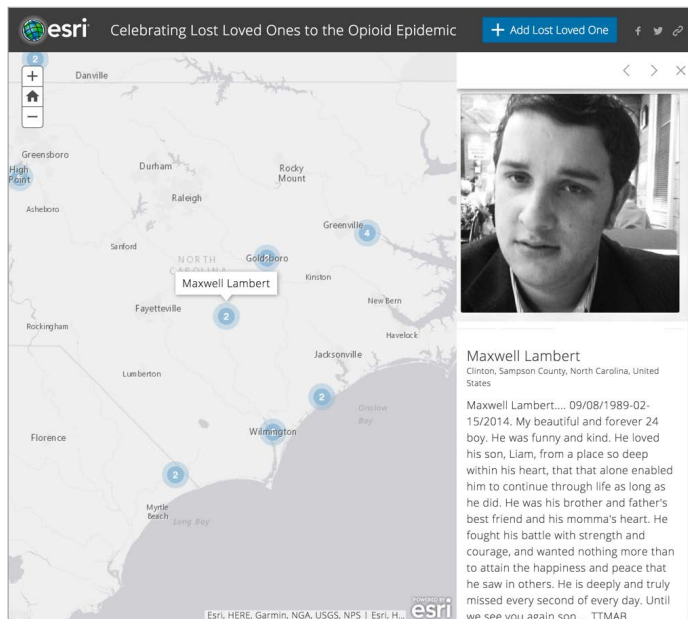 esri
Celebrating Lost Loved Ones to the Opioid Epidemic
+ Add Lost Loved One
2
+
−
Danville
Greensboro
High
Point
Durham
Rocky
Mount
Raleigh
Asheboro
Greenville
4
Sanford
NORTH
CAROLINA
Goldsboro
Kinston
Maxwell Lambert
New Bern
Fayetteville
2
Rockingham
Havelock
Jacksonville
Lumberton
2
Onslow
Bay
Wilmington
Florence
2
Myrtle
Beach
Long Bay
POWERED BY
esri
Esri, HERE, Garmin, NGA, USGS, NPS | Esri, H...
Maxwell Lambert
Clinton, Sampson County, North Carolina, United
States
Maxwell Lambert.... 09/08/1989-02-
15/2014. My beautiful and forever 24
boy. He was funny and kind. He loved
his son, Liam, from a place so deep
within his heart, that that alone enabled
him to continue through life as long as
he did. He was his brother and father's
best friend and his momma's heart. He
fought his battle with strength and
courage, and wanted nothing more than
to attain the happiness and peace that
he saw in others. He is deeply and truly
missed every second of every day. Until
we see you again son.... TTMAB